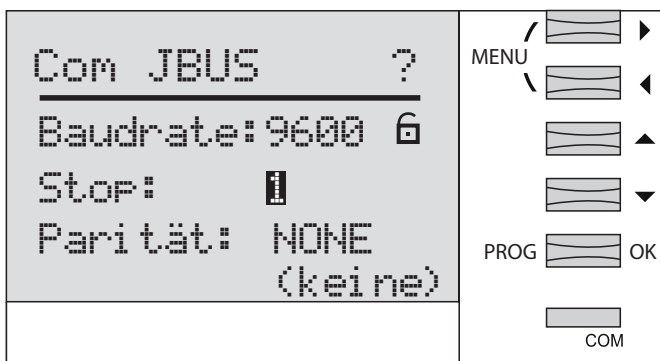 Com JBUS ?
Baudrate:9600
Stop: 1
Parität: NONE
(keine)
MENU
PROG OK
COM